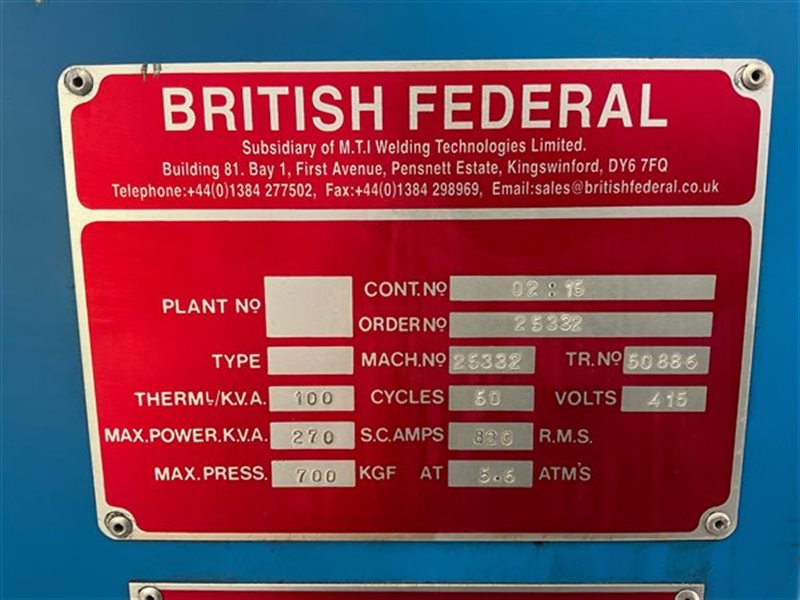 BRITISH FEDERAL
Subsidiary of M.T.I Welding Technologies Limited.
Building 81. Bay 1, First Avenue, Pensnett Estate, Kingswinford, DY6 7FQ
Telephone:+44(0)1384 277502, Fax:+44(0)1384 298969, Email:sales@britishfederal.co.uk
PLANT No CONT.No 02:15
ORDER No 25332
TYPE MACH.No 25332 TR.No 50886
THERML/K.V.A. 100 CYCLES 50 VOLTS 415
MAX.POWER.K.V.A. 270 S.C.AMPS 820 R.M.S.
MAX.PRESS. 700 KGF AT 5.5 ATM'S